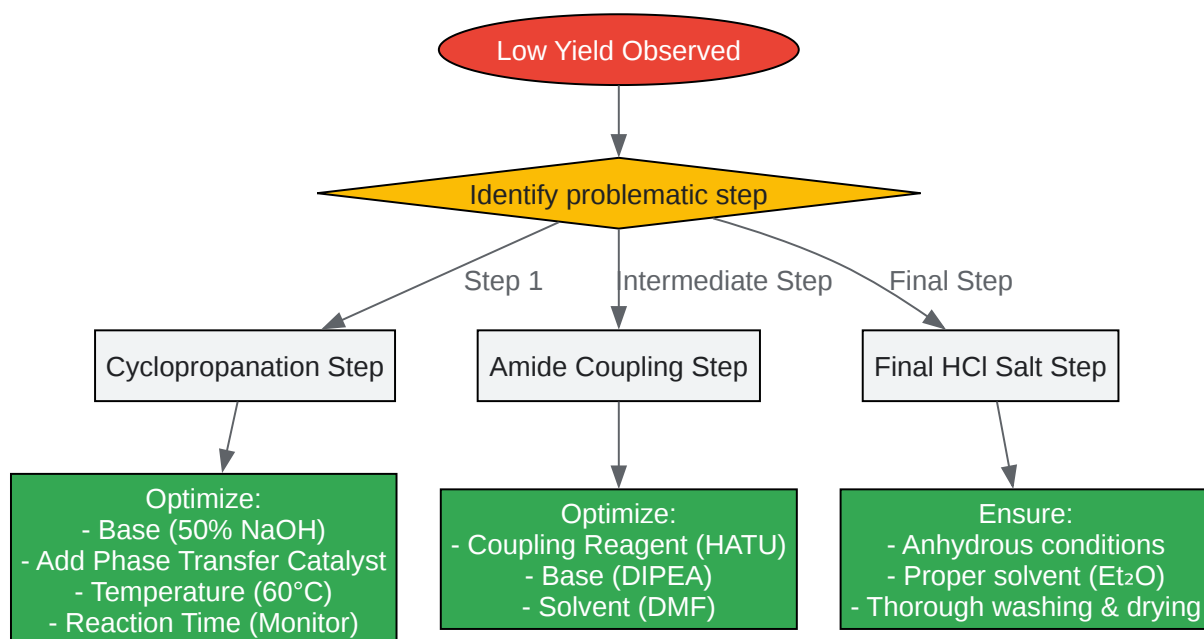 Low Yield Observed
Identify problematic step
Step 1
Intermediate Step
Final Step
Cyclopropanation Step
Amide Coupling Step
Final HCl Salt Step
Optimize:
- Base (50% NaOH)
- Add Phase Transfer Catalyst
- Temperature (60°C)
- Reaction Time (Monitor)
Optimize:
- Coupling Reagent (HATU)
- Base (DIPEA)
- Solvent (DMF)
Ensure:
- Anhydrous conditions
- Proper solvent (Et₂O)
- Thorough washing & drying